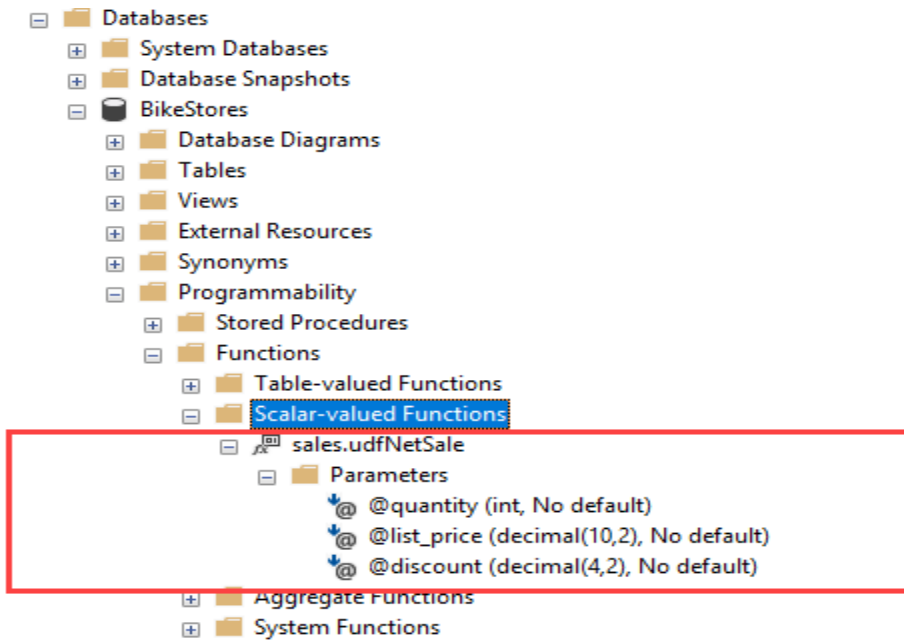 Databases
System Databases
Database Snapshots
BikeStores
Database Diagrams
Tables
Views
External Resources
Synonyms
Programmability
Stored Procedures
Functions
Table-valued Functions
Scalar-valued Functions
sales.udfNetSale
Parameters
@quantity (int, No default)
@list_price (decimal(10,2), No default)
@discount (decimal(4,2), No default)
Aggregate Functions
System Functions